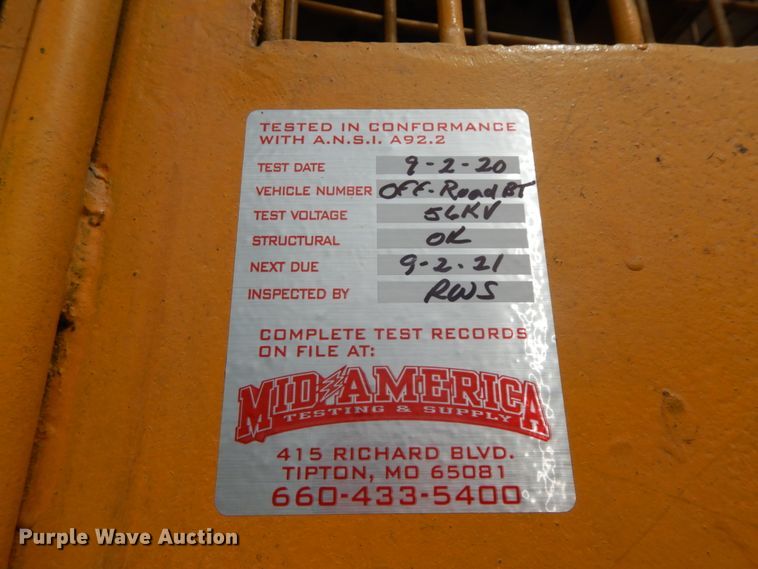 TESTED IN CONFORMANCE
WITH A.N.S.I. A92.2
TEST DATE 9-2-20
VEHICLE NUMBER OFF-Road BT
TEST VOLTAGE 56KV
STRUCTURAL OK
NEXT DUE 9-2-21
INSPECTED BY RWS
COMPLETE TEST RECORDS
ON FILE AT:
MID AMERICA
TESTING & SUPPLY
415 RICHARD BLVD.
TIPTON, MO 65081
660-433-5400
Purple Wave Auction®